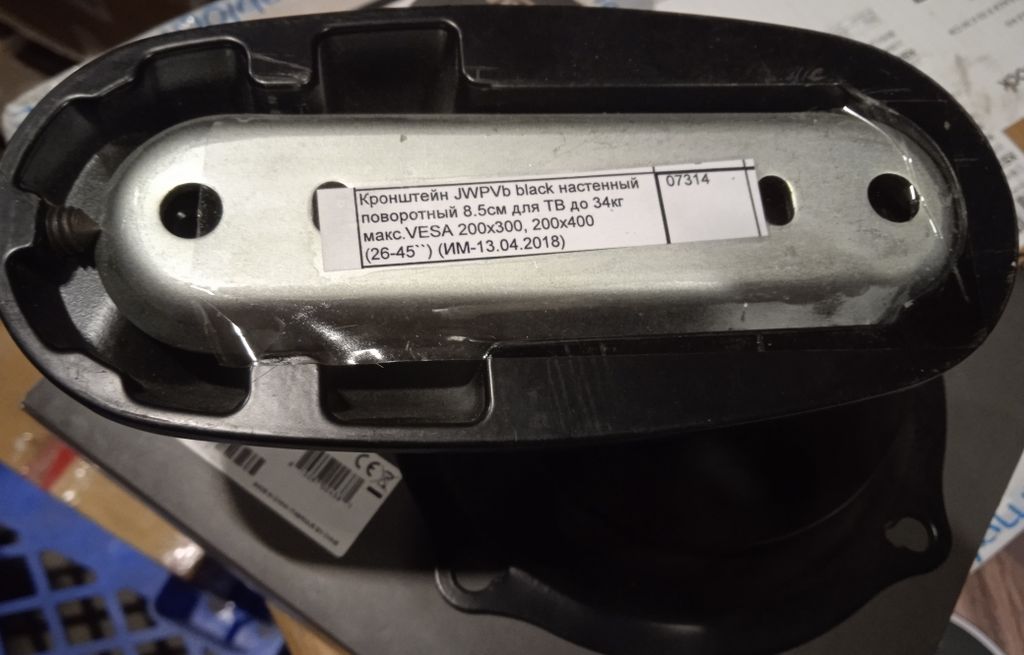 Кронштейн JWPVb black настенный
поворотный 8.5см для ТВ до 34кг
макс.VESA 200x300, 200x400
(26-45``) (ИМ-13.04.2018)
07314
CE